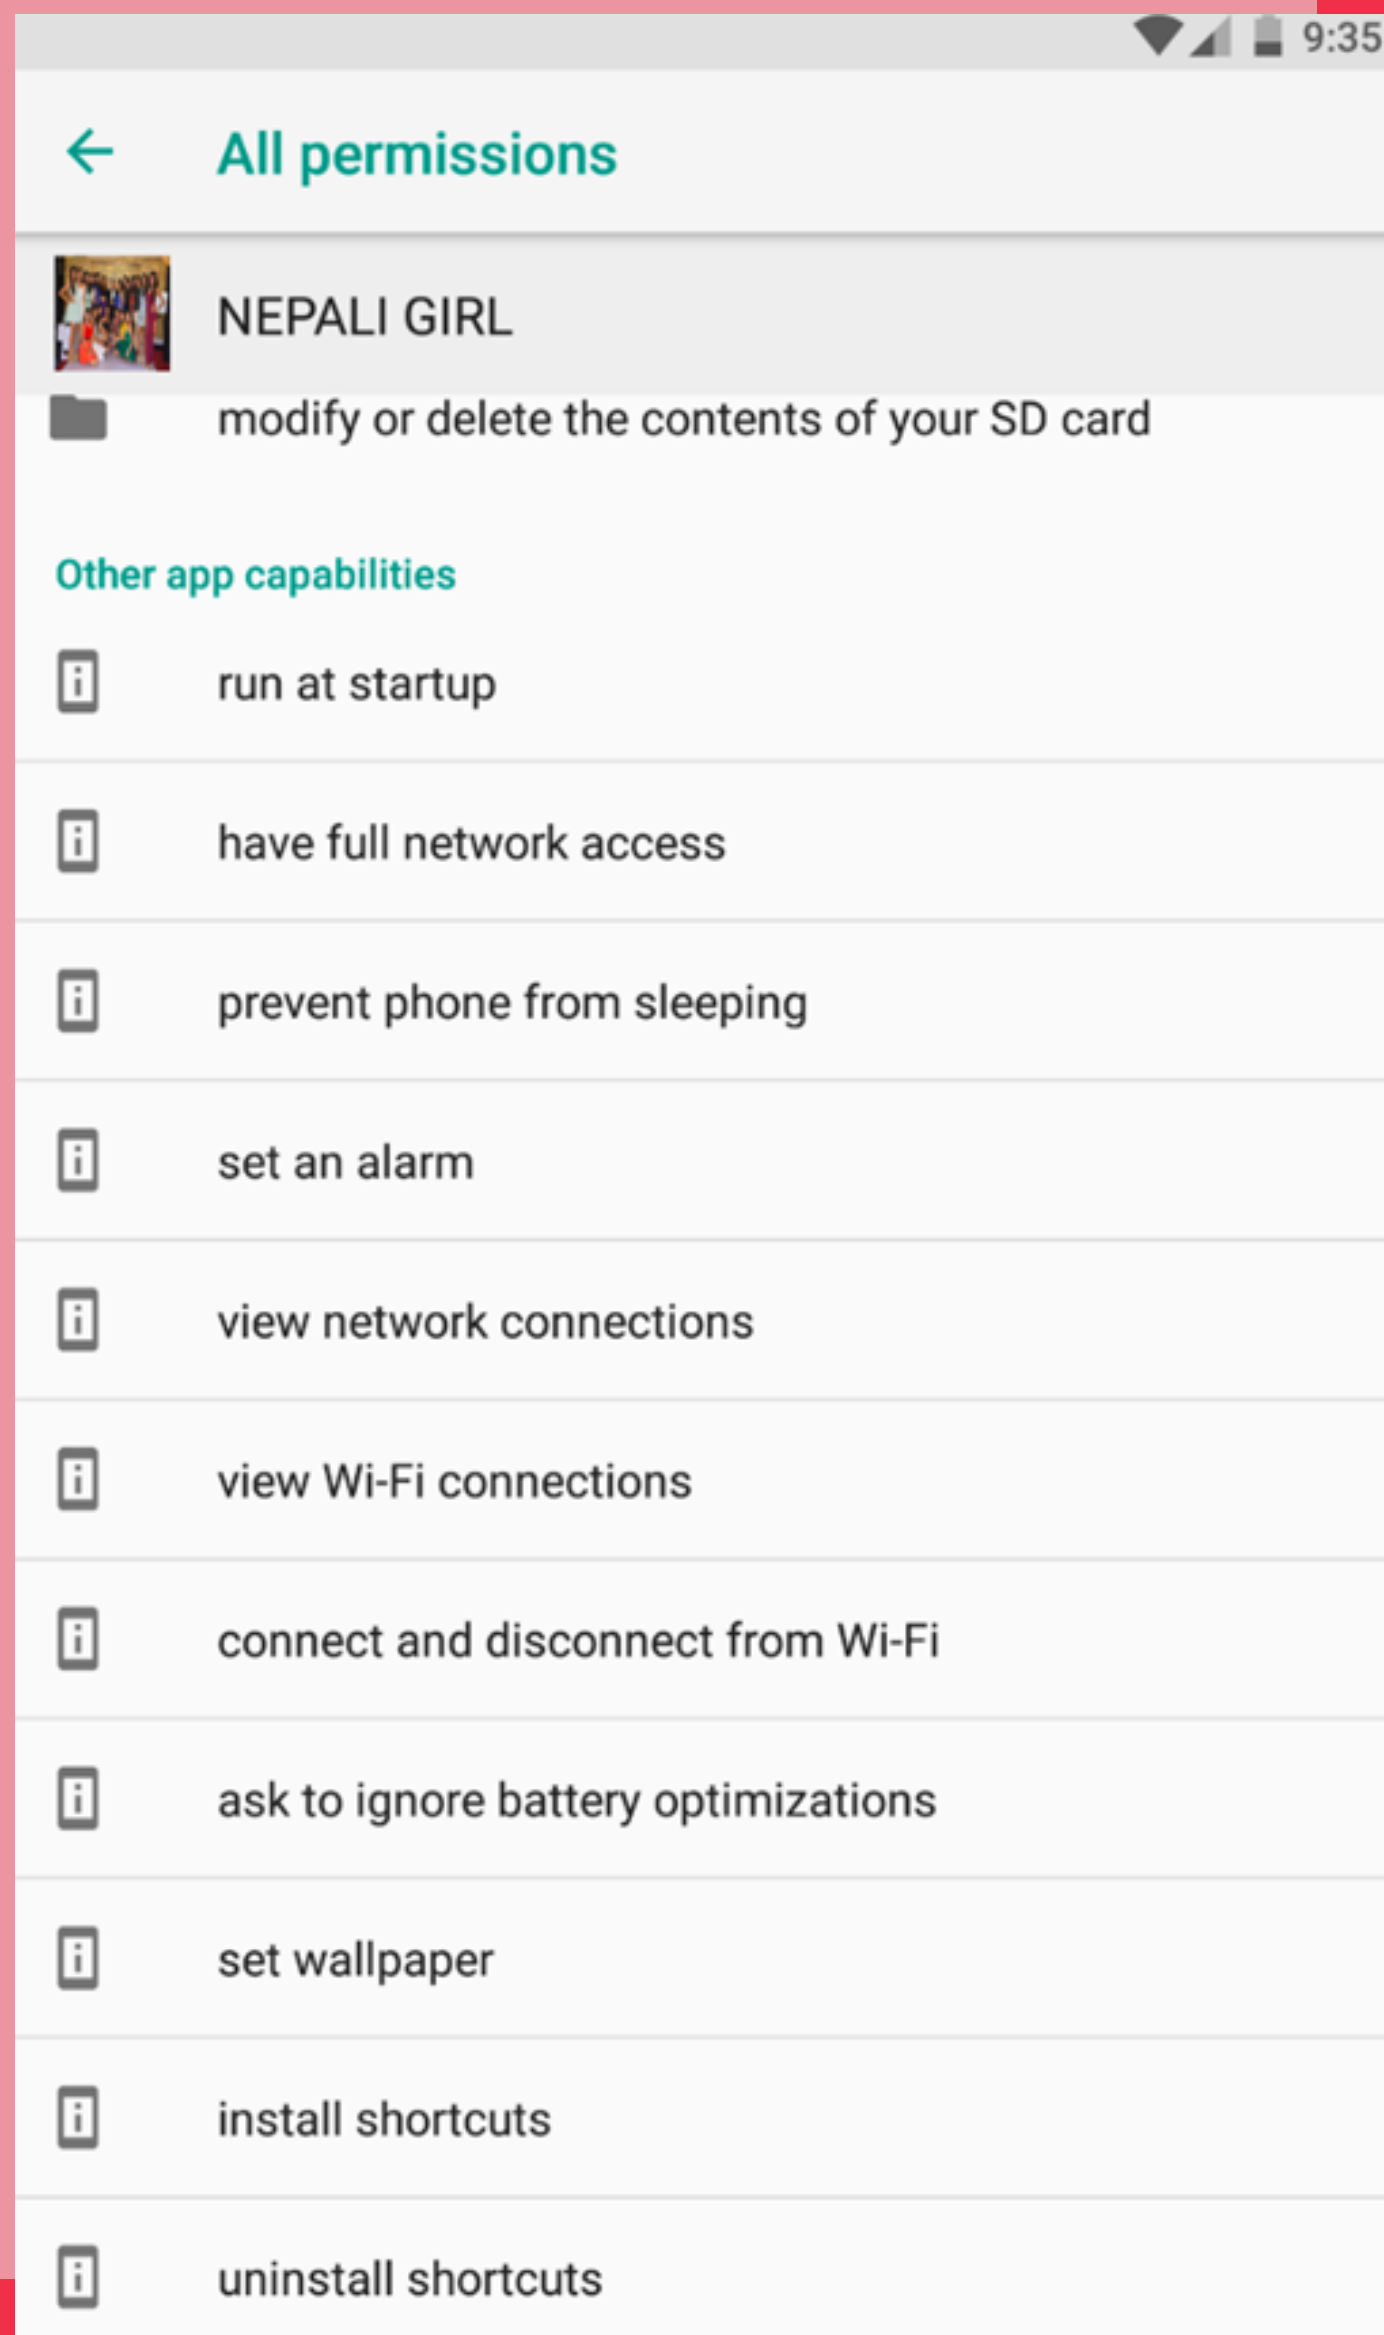 9:35
All permissions
NEPALI GIRL
modify or delete the contents of your SD card
Other app capabilities
run at startup
have full network access
prevent phone from sleeping
set an alarm
view network connections
view Wi-Fi connections
connect and disconnect from Wi-Fi
ask to ignore battery optimizations
set wallpaper
install shortcuts
uninstall shortcuts